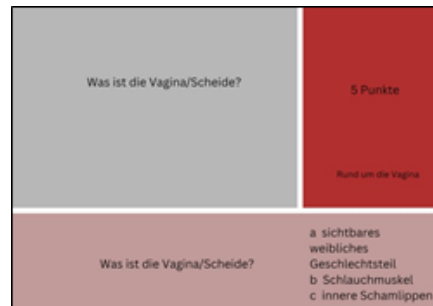 Was ist die Vagina/Scheide?
5 Punkte
Rund um die Vagina
Was ist die Vagina/Scheide?
a sichtbares
weibliches
Geschlechtsteil
b Schlauchmuskel
c innere Schamlippen